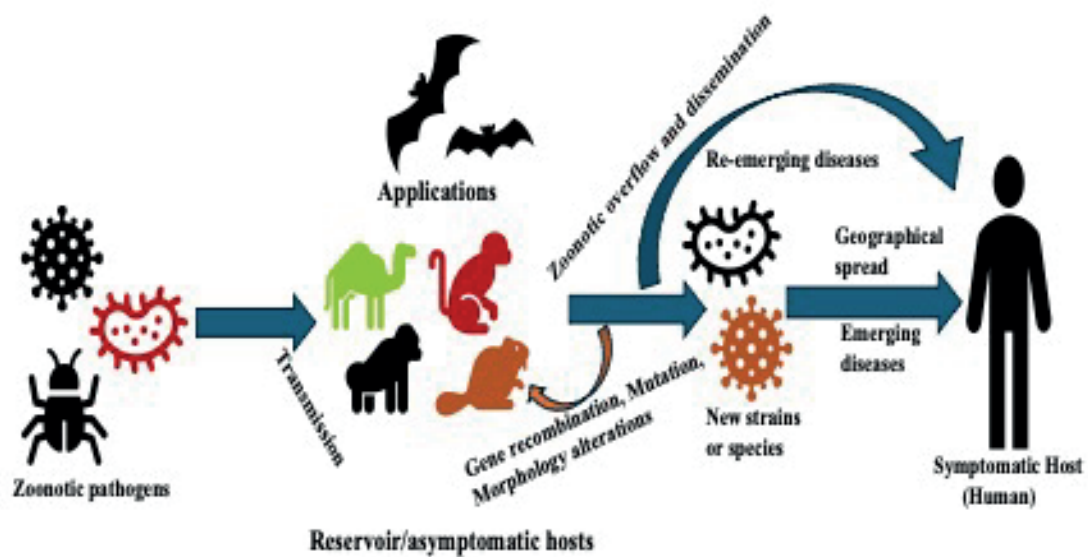 Applications
Zoonotic overflow and dissemination
Re-emerging diseases
Geographical
spread
Emerging
diseases
Transmission
Gene recombination, Mutation,
Morphology alterations
New strains
or species
Zoonotic pathogens
Symptomatic Host
(Human)
Reservoir/asymptomatic hosts